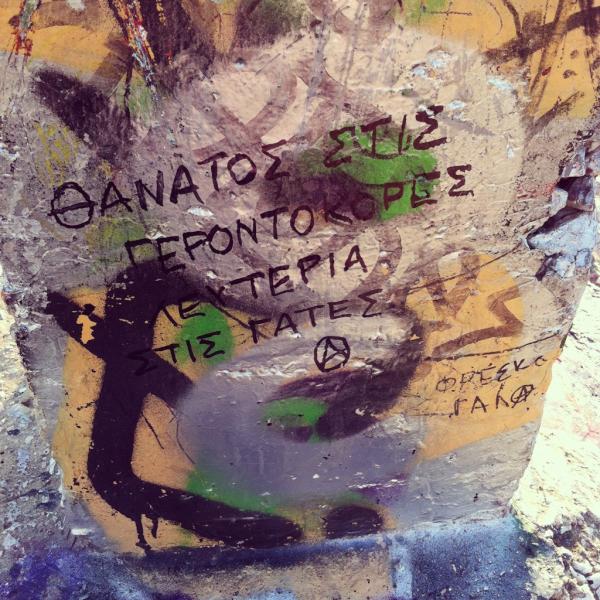 ΘΑΝΑΤΟΣ ΣΤΙΣ
ΓΕΡΟΝΤΟΚΟΡΕΣ
ΛΕΥΤΕΡΙΑ
ΣΤΙΣ ΓΑΤΕΣ
Ⓐ
ΦΡΕΣΚΟ
ΓΑΛΑ